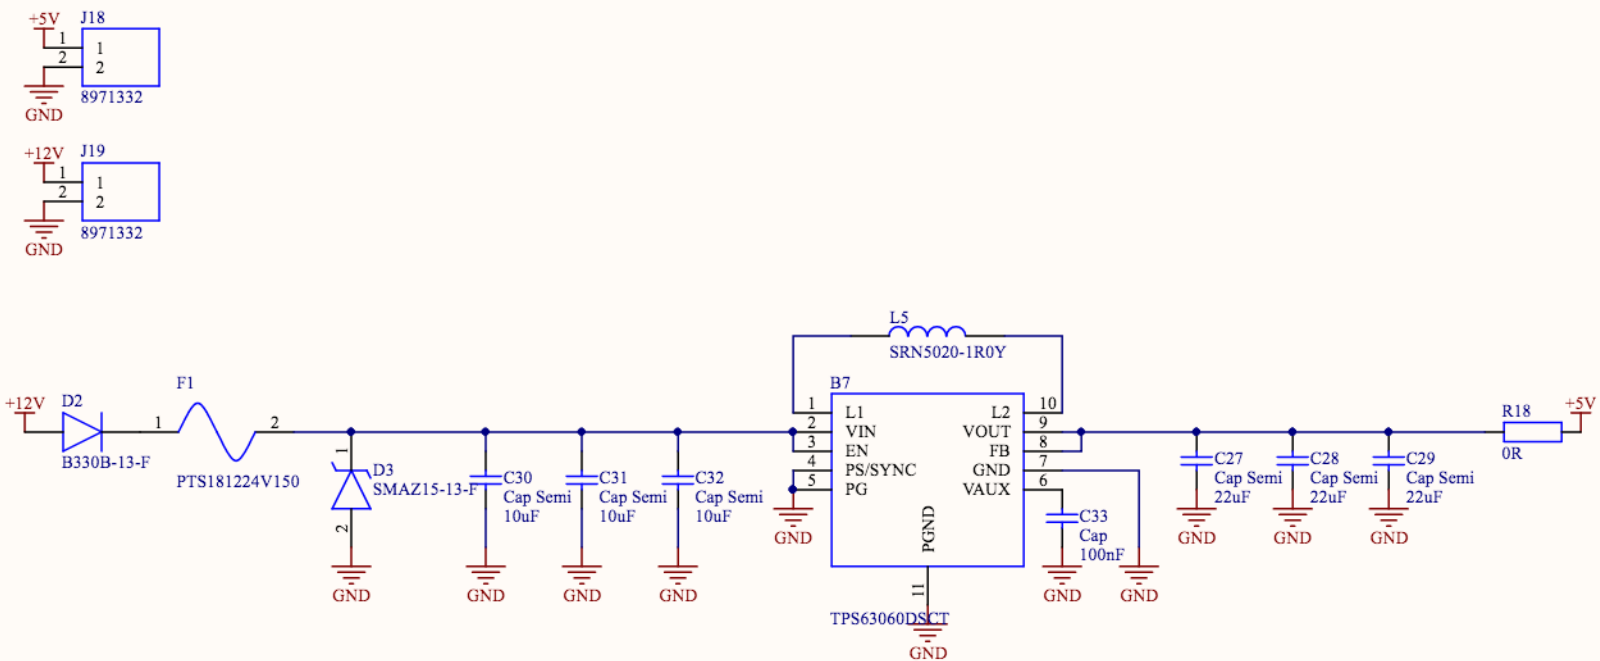 +5V
J18
1
1
2
2
8971332
GND
+12V
J19
1
1
2
2
8971332
GND
L5
SRN5020-1R0Y
+12V
D2
B330B-13-F
F1
1
2
PTS181224V150
1
D3
SMAZ15-13-F
2
GND
C30
Cap Semi
10uF
GND
C31
Cap Semi
10uF
GND
C32
Cap Semi
10uF
GND
B7
1
L1
2
VIN
3
EN
4
PS/SYNC
5
PG
GND
L2
10
VOUT
9
FB
8
GND
7
VAUX
6
PGND
11
TPS63060DSCT
GND
C33
Cap
100nF
GND
GND
C27
Cap Semi
22uF
GND
C28
Cap Semi
22uF
GND
C29
Cap Semi
22uF
GND
R18
0R
+5V